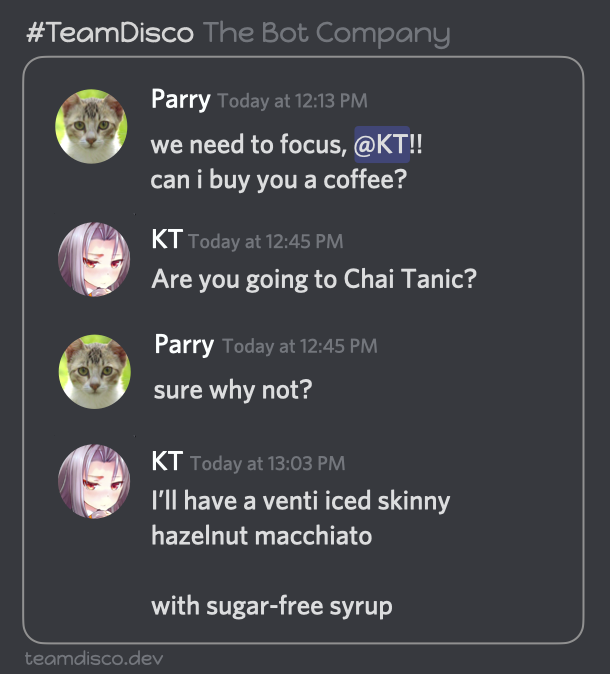 #TeamDisco The Bot Company
Parry Today at 12:13 PM
we need to focus, @KT!!
can i buy you a coffee?
KT Today at 12:45 PM
Are you going to Chai Tanic?
Parry Today at 12:45 PM
sure why not?
KT Today at 13:03 PM
I’ll have a venti iced skinny
hazelnut macchiato
with sugar-free syrup
teamdisco.dev